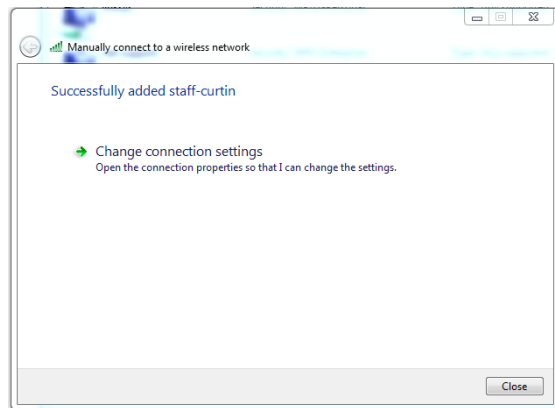 Manually connect to a wireless network
Successfully added staff-curtin
Change connection settings
Open the connection properties so that I can change the settings.
Close